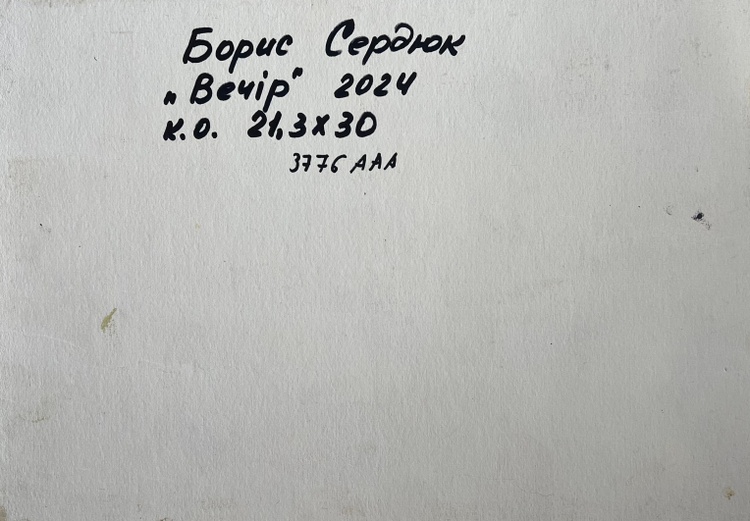 Борис Сердюк
„Вечір" 2024
к.о. 21,3х30
3776 ААА